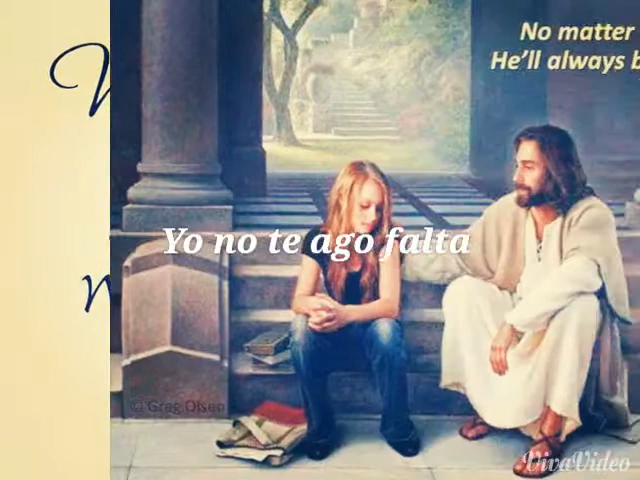 No matter
He'll always b
Yo no te ago falta
© Greg Olsen
VivaVideo